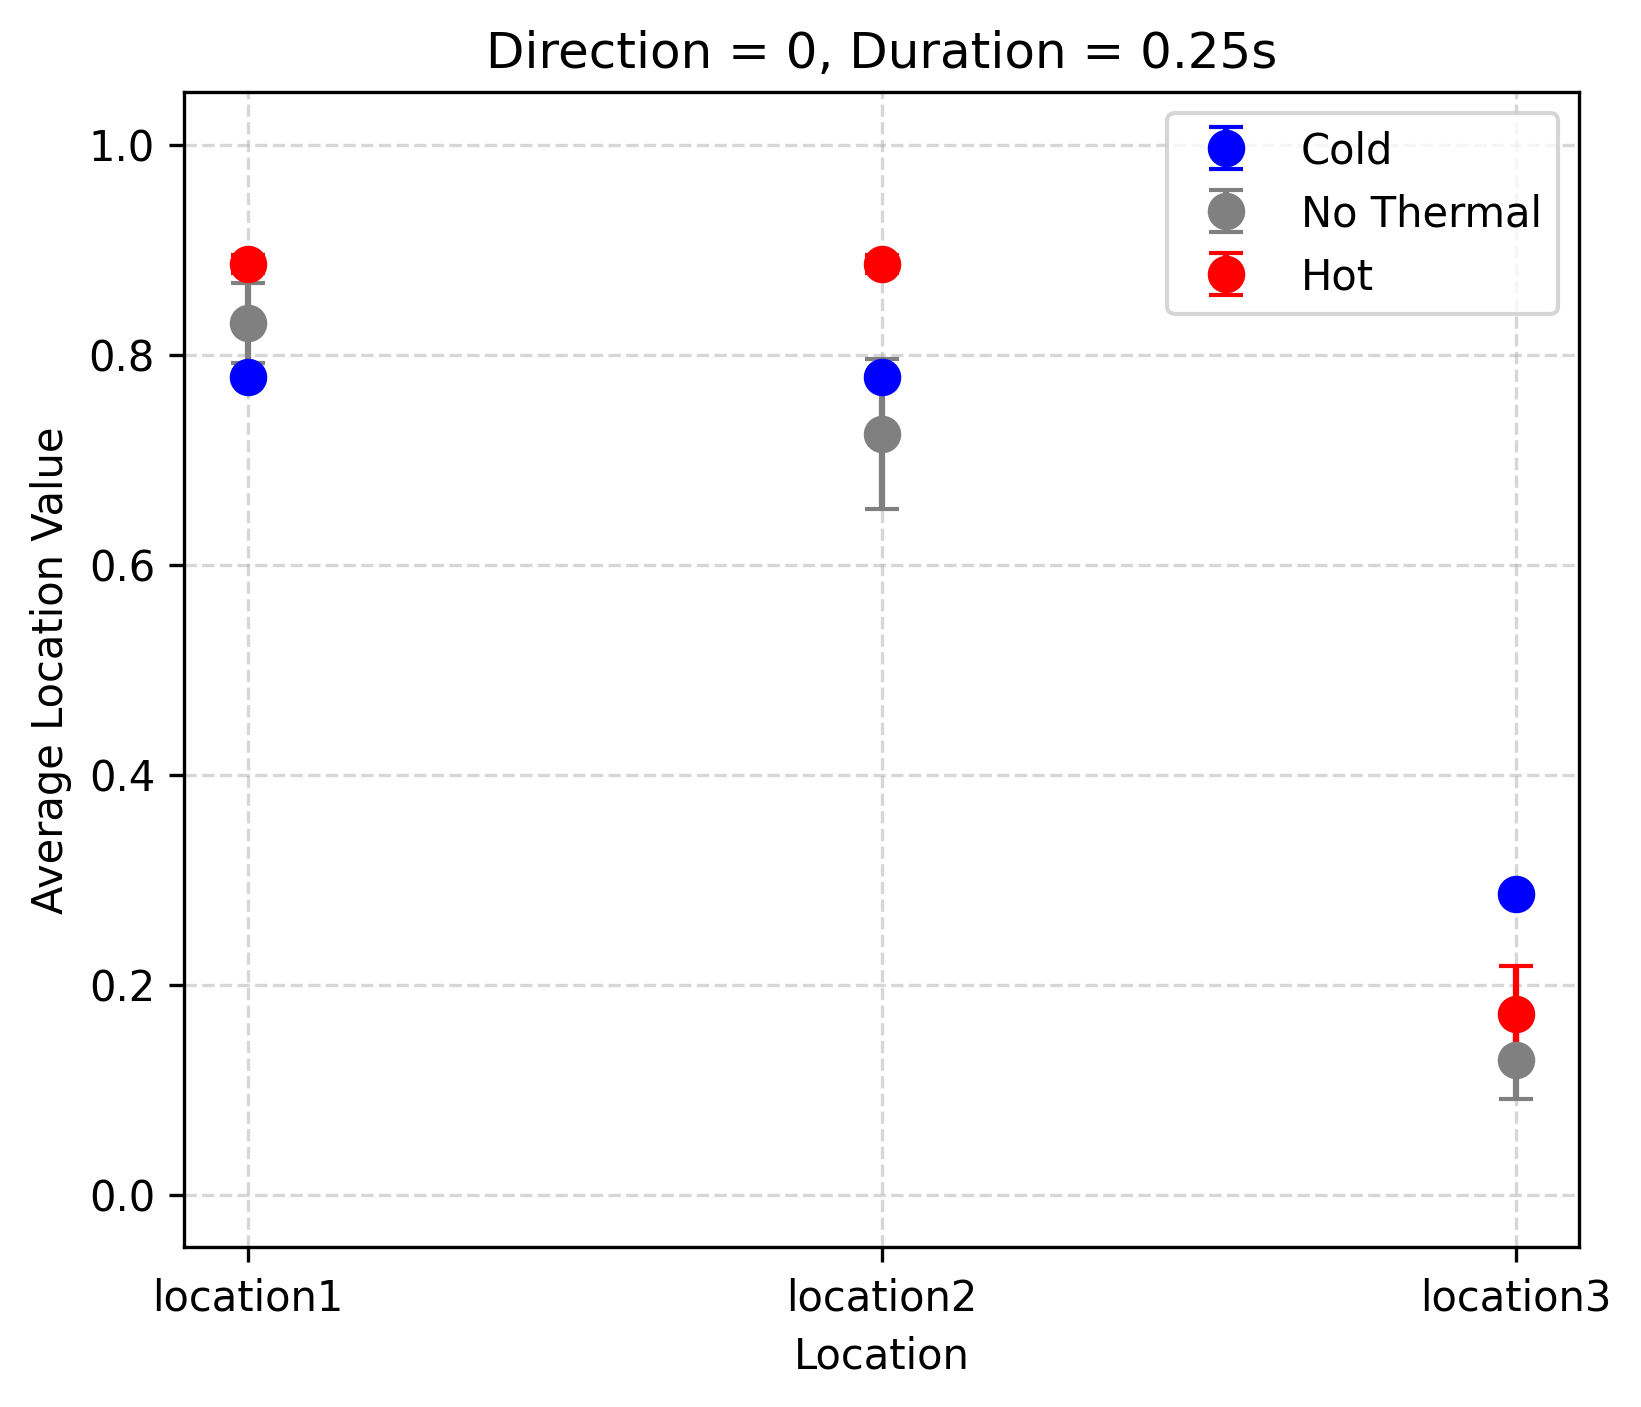 Direction = 0, Duration = 0.25s
Cold
No Thermal
Hot
1.0
0.8
0.6
0.4
0.2
0.0
Average Location Value
location1
location2
location3
Location